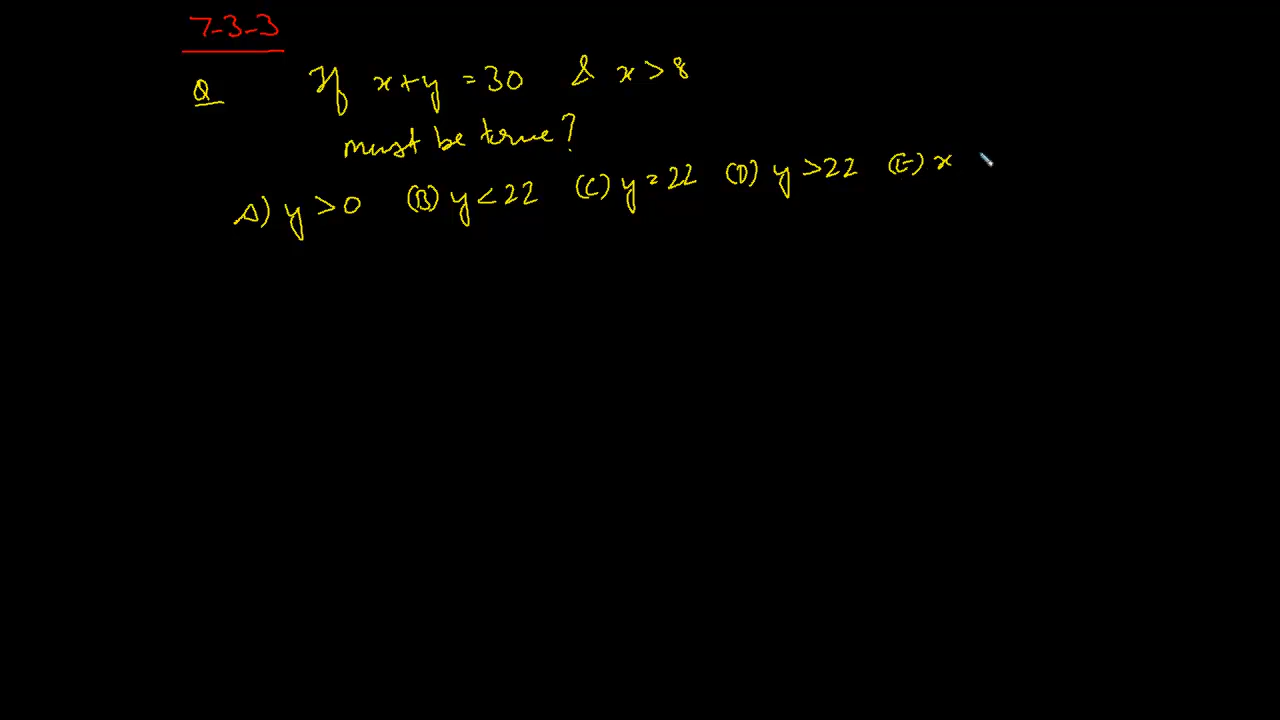 7-3-3
Q If x+y = 30 & x > 8
must be true?
A) y > 0 (B) y < 22 (C) y = 22 (D) y > 22 (E) x